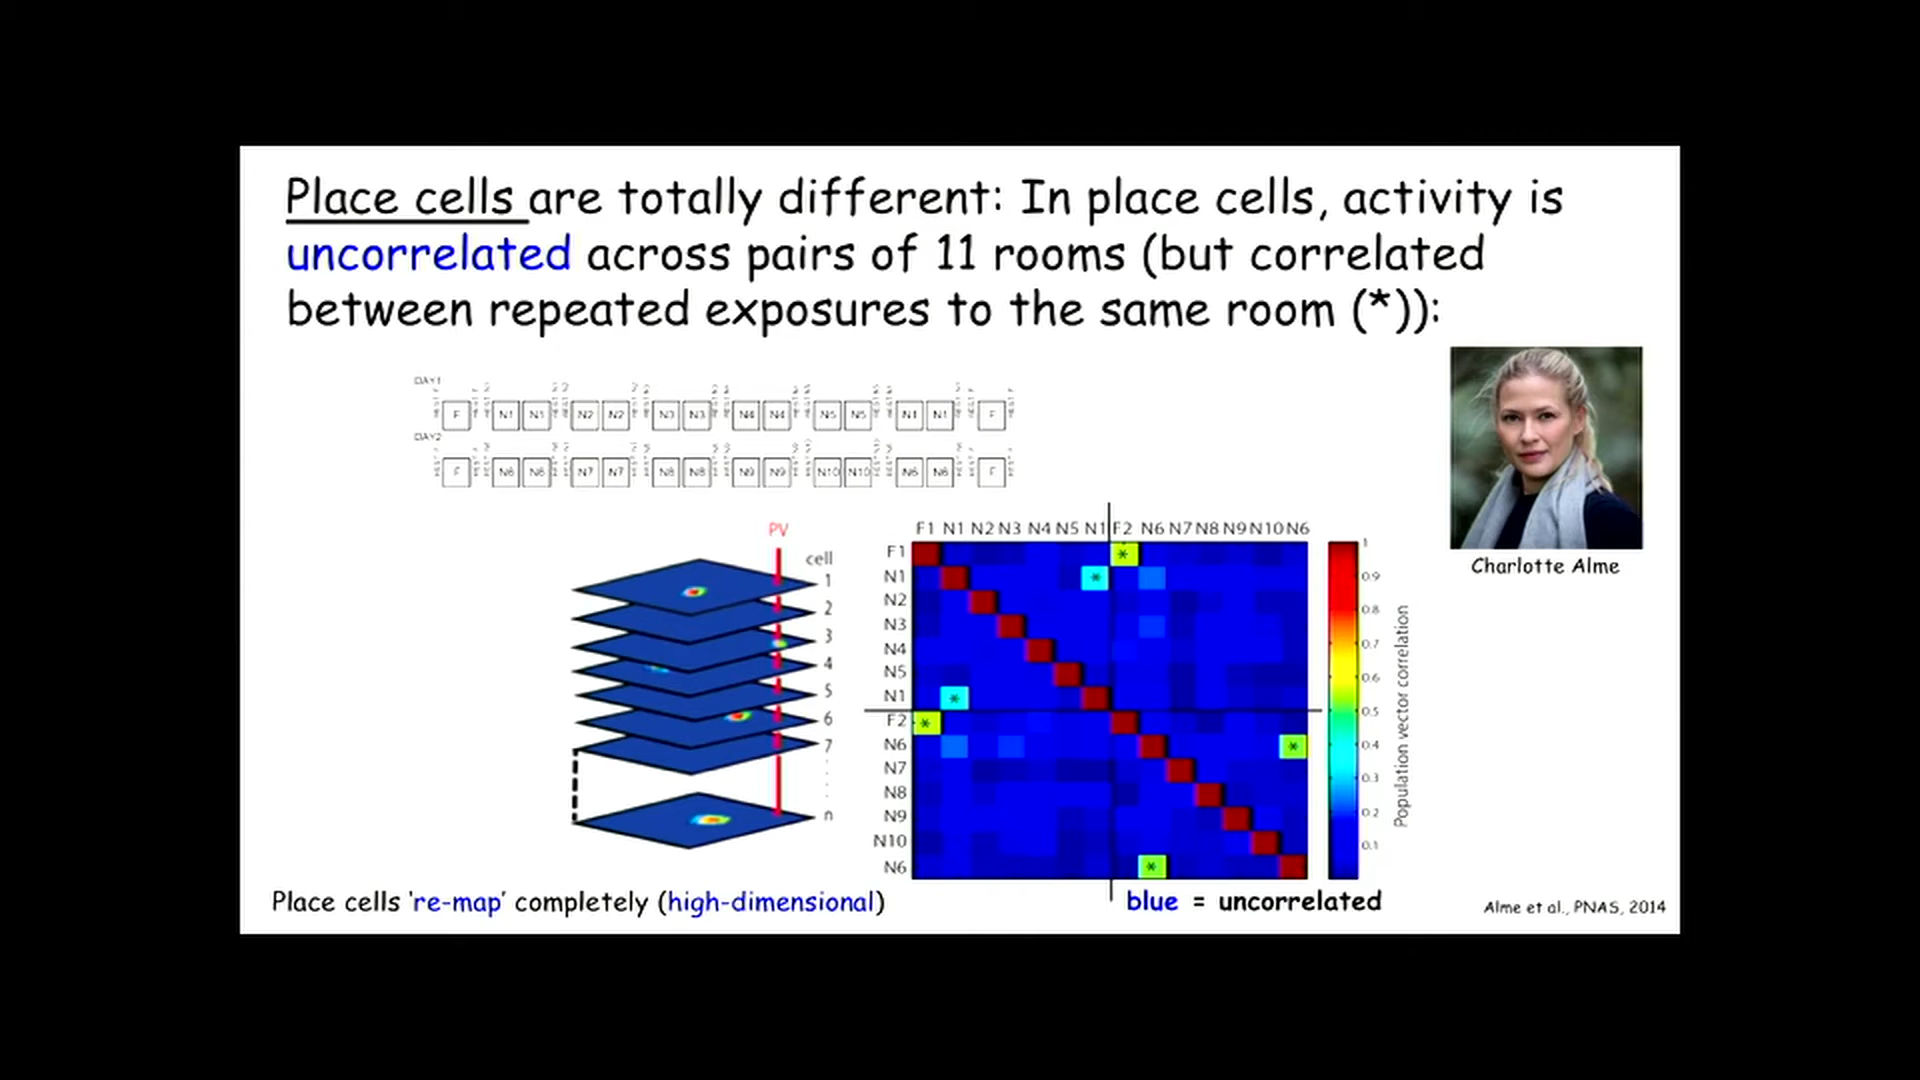 Place cells are totally different: In place cells, activity is
uncorrelated across pairs of 11 rooms (but correlated
between repeated exposures to the same room (*)):
DAY1
F N1 N1 N2 N2 N3 N3 N4 N4 N5 N5 N1 N1 F
DAY2
F N6 N6 N7 N7 N8 N8 N9 N9 N10 N10 N6 N6 F
Charlotte Alme
PV
cell
1
2
3
4
5
6
7
n
F1 N1 N2 N3 N4 N5 N1 F2 N6 N7 N8 N9 N10 N6
F1
N1
N2
N3
N4
N5
N1
F2
N6
N7
N8
N9
N10
N6
* 
*
*
*
*
*
1
0.9
0.8
0.7
0.6
0.5
0.4
0.3
0.2
0.1
Population vector correlation
Place cells 're-map' completely (high-dimensional)
blue = uncorrelated
Alme et al., PNAS, 2014